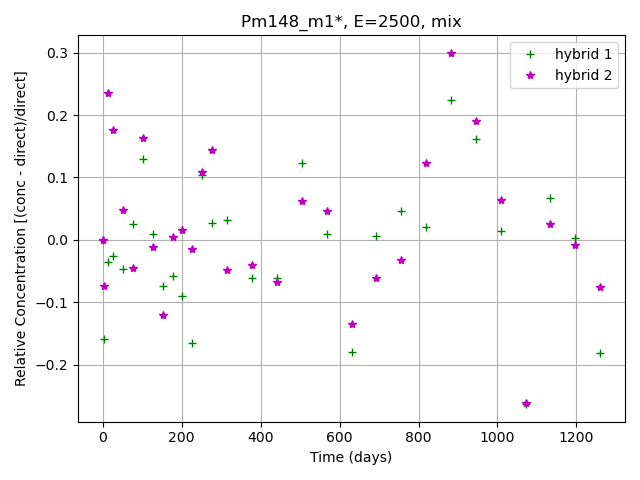 Pm148_m1*, E=2500, mix
Relative Concentration [(conc - direct)/direct]
0.3
0.2
0.1
0.0
−0.1
−0.2
hybrid 1
hybrid 2
0 200 400 600 800 1000 1200
Time (days)